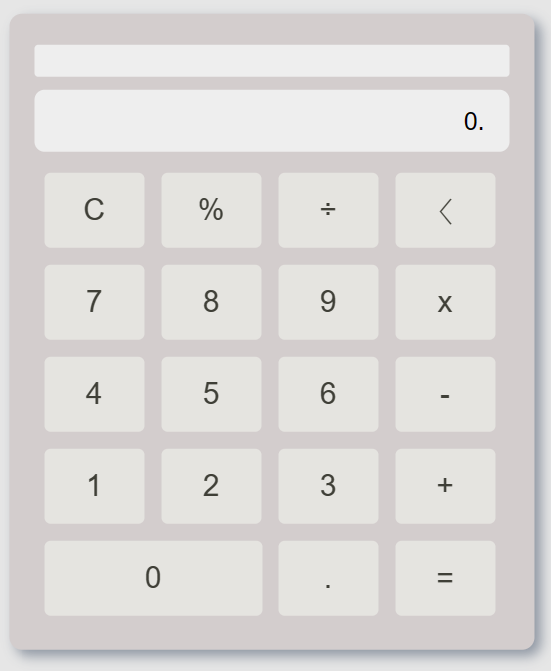 0.
C % ÷ 〈
7 8 9 x
4 5 6 -
1 2 3 +
0 . =